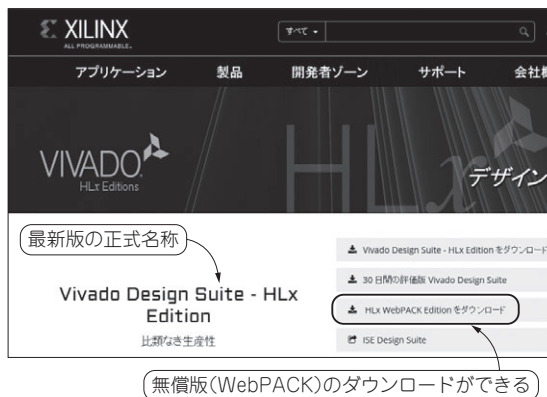 XILINX
ALL PROGRAMMABLE.
すべて
アプリケーション 製品 開発者ゾーン サポート 会社
VIVADO
HLx Editions
HLx
デザイン
最新版の正式名称
Vivado Design Suite - HLx Edition
比類なき生産性
Vivado Design Suite - HLx Edition をダウンロード
30 日間の評価版 Vivado Design Suite
HLx WebPACK Edition をダウンロード
ISE Design Suite
無償版(WebPACK)のダウンロードができる